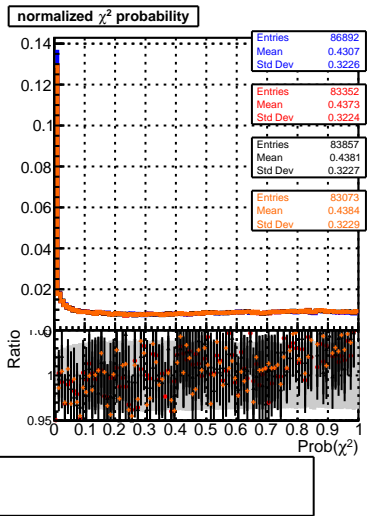 normalized χ² probability
Entries 86892
Mean 0.4307
Std Dev 0.3226
Entries 83352
Mean 0.4373
Std Dev 0.3224
Entries 83857
Mean 0.4381
Std Dev 0.3227
Entries 83073
Mean 0.4384
Std Dev 0.3229
0.14
0.12
0.1
0.08
0.06
0.04
0.02
Ratio
1
0.95
0 0.1 0.2 0.3 0.4 0.5 0.6 0.7 0.8 0.9 1
Prob(χ²)